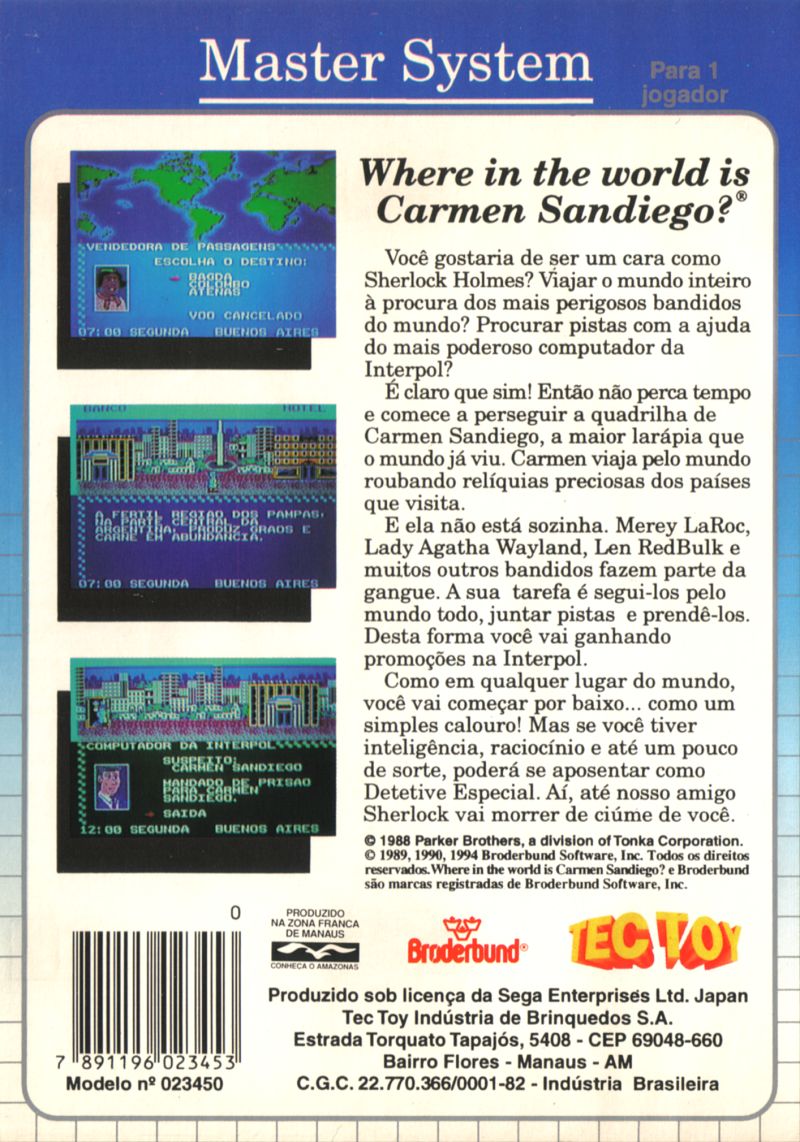 Master System
Para 1
jogador
VENDEDORA DE PASSAGENS
ESCOLHA O DESTINO:
BAGDA
COLOMBO
ATENAS
VOO CANCELADO
07:00 SEGUNDA BUENOS AIRES
BANCO HOTEL
A FERTIL REGIAO DOS PAMPAS,
NA PARTE CENTRAL DA
ARGENTINA, PRODUZ GRAOS E
CARNE EM ABUNDANCIA.
07:00 SEGUNDA BUENOS AIRES
COMPUTADOR DA INTERPOL
SUSPEITO:
CARMEN SANDIEGO
MANDADO DE PRISAO
PARA CARMEN
SANDIEGO.
SAIDA
12:00 SEGUNDA BUENOS AIRES
Where in the world is
Carmen Sandiego?®
Você gostaria de ser um cara como
Sherlock Holmes? Viajar o mundo inteiro
à procura dos mais perigosos bandidos
do mundo? Procurar pistas com a ajuda
do mais poderoso computador da
Interpol?
É claro que sim! Então não perca tempo
e comece a perseguir a quadrilha de
Carmen Sandiego, a maior larápia que
o mundo já viu. Carmen viaja pelo mundo
roubando relíquias preciosas dos países
que visita.
E ela não está sozinha. Merey LaRoc,
Lady Agatha Wayland, Len RedBulk e
muitos outros bandidos fazem parte da
gangue. A sua tarefa é segui-los pelo
mundo todo, juntar pistas e prendê-los.
Desta forma você vai ganhando
promoções na Interpol.
Como em qualquer lugar do mundo,
você vai começar por baixo... como um
simples calouro! Mas se você tiver
inteligência, raciocínio e até um pouco
de sorte, poderá se aposentar como
Detetive Especial. Aí, até nosso amigo
Sherlock vai morrer de ciúme de você.
© 1988 Parker Brothers, a division of Tonka Corporation.
© 1989, 1990, 1994 Broderbund Software, Inc. Todos os direitos
reservados. Where in the world is Carmen Sandiego? e Broderbund
são marcas registradas de Broderbund Software, Inc.
0
7 891196 023453
Modelo nº 023450
PRODUZIDO
NA ZONA FRANCA
DE MANAUS
CONHEÇA O AMAZONAS
Broderbund®
TEC TOY
Produzido sob licença da Sega Enterprises Ltd. Japan
Tec Toy Indústria de Brinquedos S.A.
Estrada Torquato Tapajós, 5408 - CEP 69048-660
Bairro Flores - Manaus - AM
C.G.C. 22.770.366/0001-82 - Indústria Brasileira